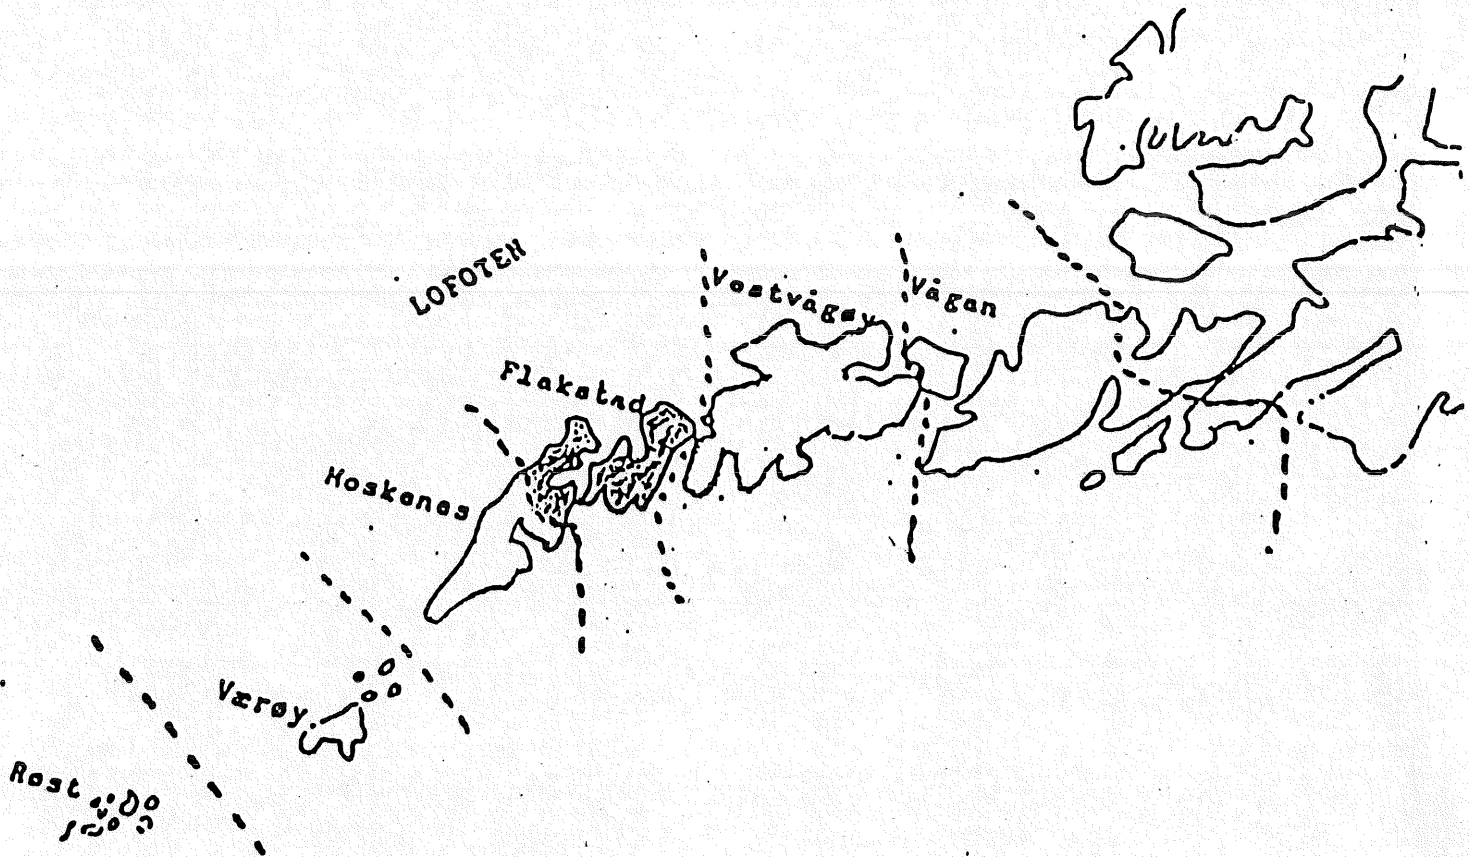 LOFOTEN
Vestvågøy
Vågan
Flakstad
Moskenes
Værøy
Røst